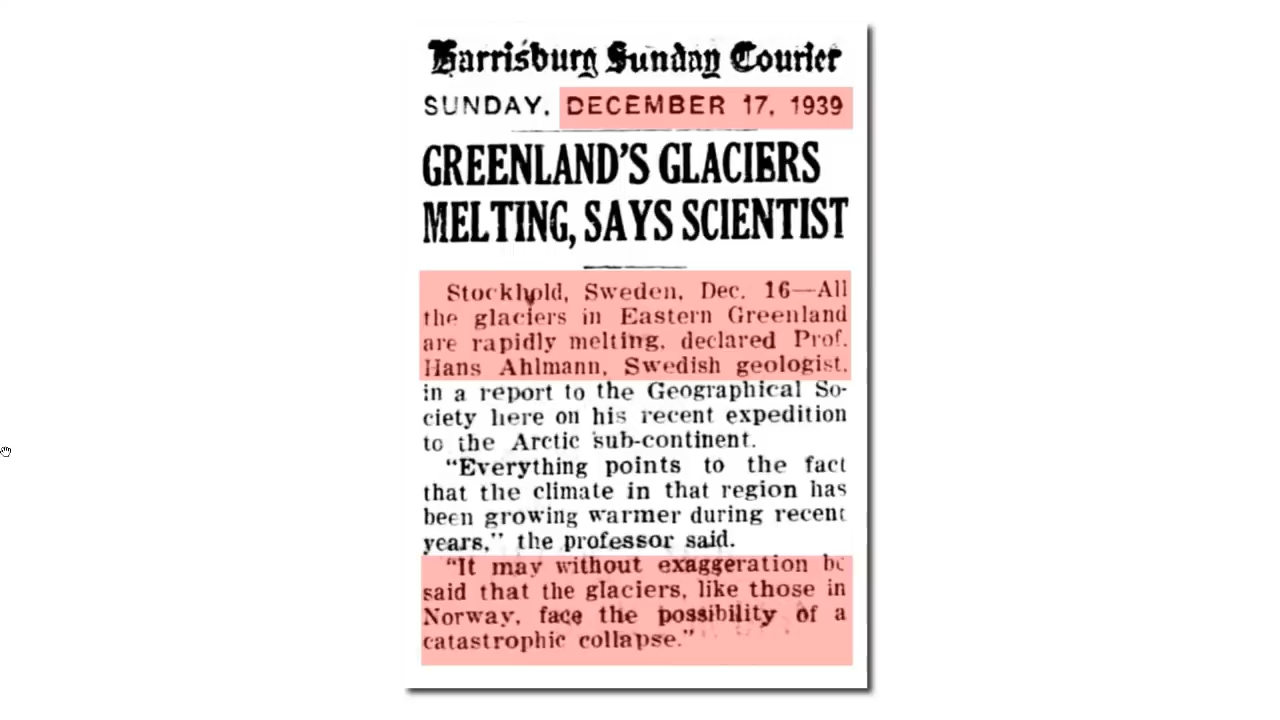 Harrisburg Sunday Courier
SUNDAY, DECEMBER 17, 1939
GREENLAND'S GLACIERS
MELTING, SAYS SCIENTIST
Stockhold, Sweden, Dec. 16—All
the glaciers in Eastern Greenland
are rapidly melting, declared Prof.
Hans Ahlmann, Swedish geologist,
in a report to the Geographical So-
ciety here on his recent expedition
to the Arctic sub-continent.
"Everything points to the fact
that the climate in that region has
been growing warmer during recent
years," the professor said.
"It may without exaggeration be
said that the glaciers, like those in
Norway, face the possibility of a
catastrophic collapse."